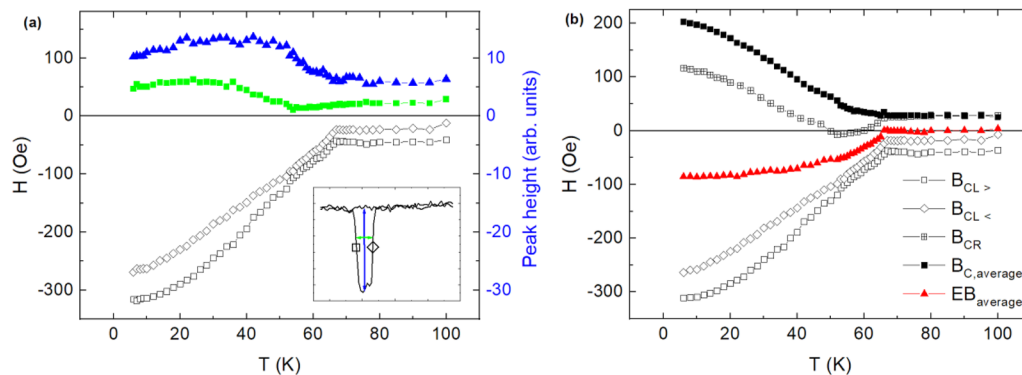 (a)
100
0
-100
-200
-300
H (Oe)
10
0
-10
-20
-30
Peak height (arb. units)
0 20 40 60 80 100
T (K)
(b)
200
100
0
-100
-200
-300
H (Oe)
B_CL >
B_CL <
B_CR
B_C,average
EB_average
0 20 40 60 80 100
T (K)